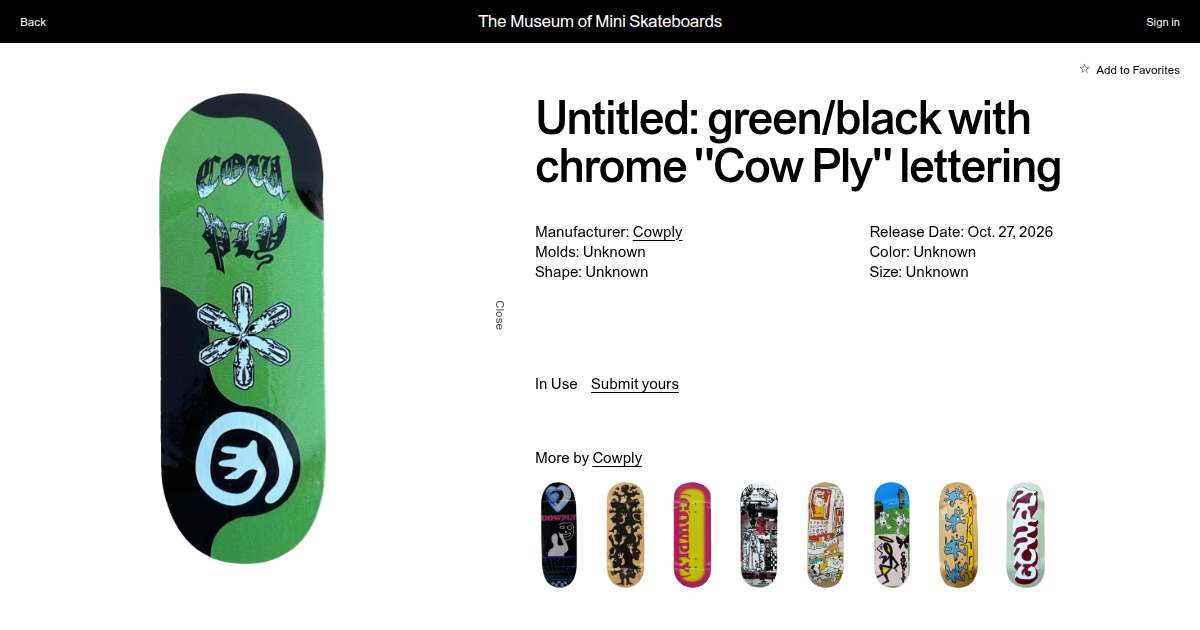 Back
The Museum of Mini Skateboards
Sign in
☆ Add to Favorites
COW
PLY
Untitled: green/black with
chrome "Cow Ply" lettering
Manufacturer: Cowply
Molds: Unknown
Shape: Unknown
Release Date: Oct. 27, 2026
Color: Unknown
Size: Unknown
Close
In Use Submit yours
More by Cowply
COWPLY
COWPLY